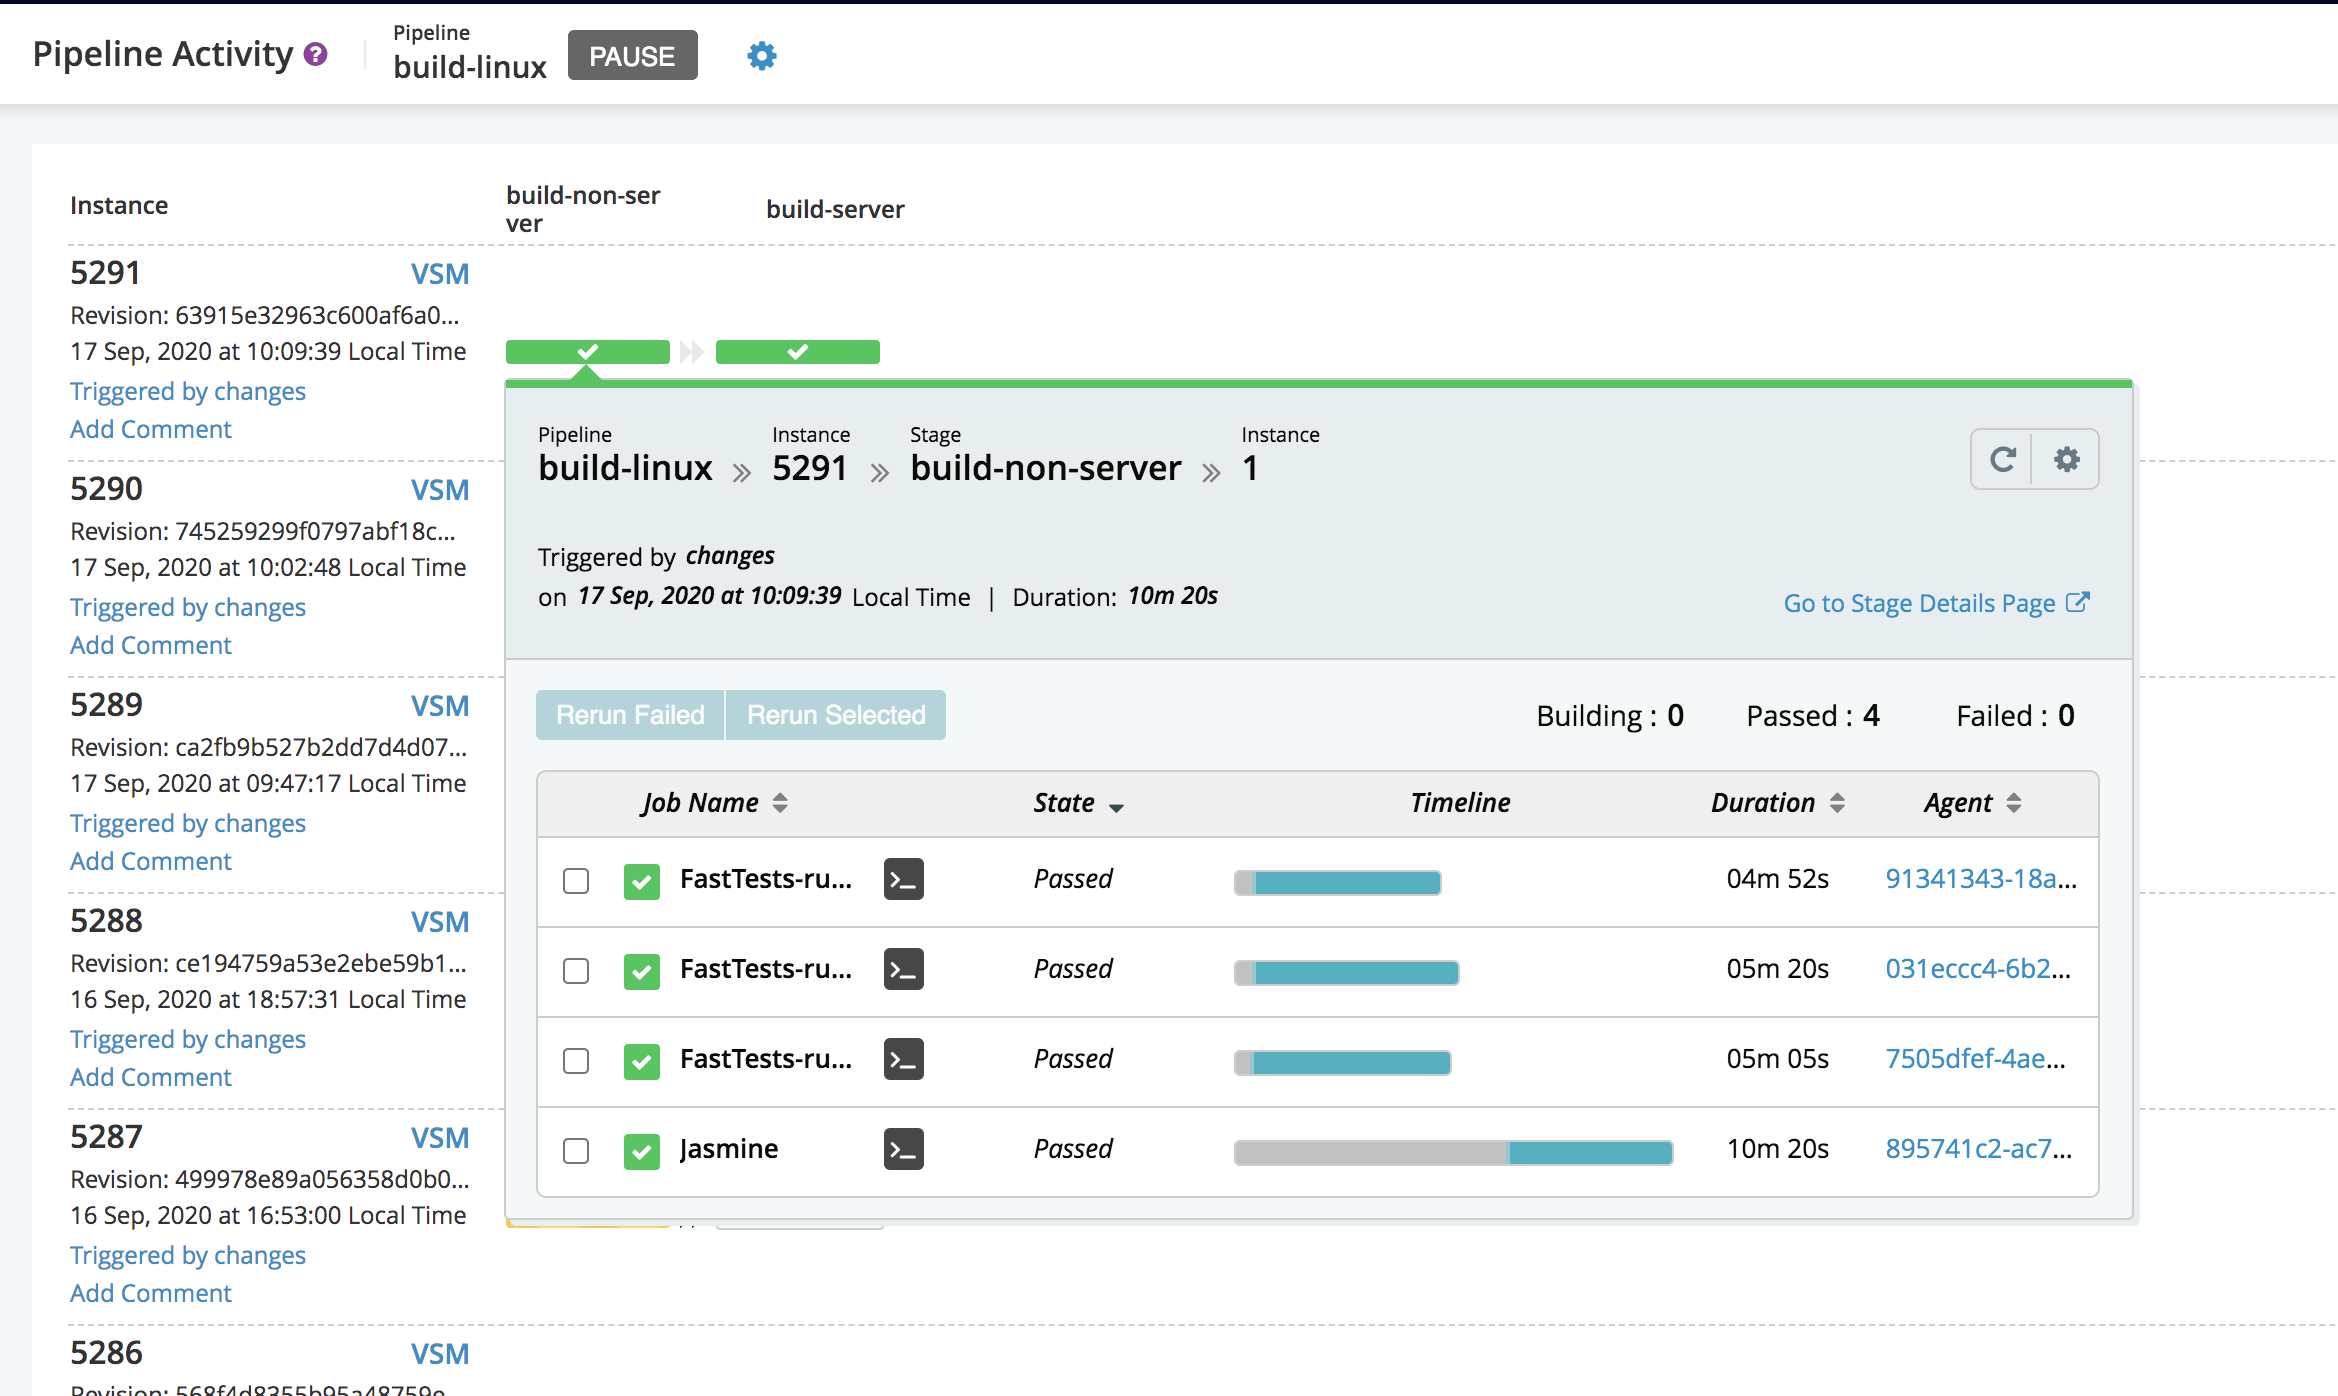 Pipeline Activity ?
Pipeline
build-linux
PAUSE
Instance
build-non-ser
ver
build-server
5291 VSM
Revision: 63915e32963c600af6a0...
17 Sep, 2020 at 10:09:39 Local Time
Triggered by changes
Add Comment
5290 VSM
Revision: 745259299f0797abf18c...
17 Sep, 2020 at 10:02:48 Local Time
Triggered by changes
Add Comment
5289 VSM
Revision: ca2fb9b527b2dd7d4d07...
17 Sep, 2020 at 09:47:17 Local Time
Triggered by changes
Add Comment
5288 VSM
Revision: ce194759a53e2ebe59b1...
16 Sep, 2020 at 18:57:31 Local Time
Triggered by changes
Add Comment
5287 VSM
Revision: 499978e89a056358d0b0...
16 Sep, 2020 at 16:53:00 Local Time
Triggered by changes
Add Comment
5286 VSM
Revision: 568f4d8355b95a48759e
Pipeline Instance Stage Instance
build-linux » 5291 » build-non-server » 1
Triggered by changes
on 17 Sep, 2020 at 10:09:39 Local Time | Duration: 10m 20s
Go to Stage Details Page
Rerun Failed Rerun Selected Building : 0 Passed : 4 Failed : 0
Job Name State Timeline Duration Agent
FastTests-ru... >_ Passed 04m 52s 91341343-18a...
FastTests-ru... >_ Passed 05m 20s 031eccc4-6b2...
FastTests-ru... >_ Passed 05m 05s 7505dfef-4ae...
Jasmine >_ Passed 10m 20s 895741c2-ac7...